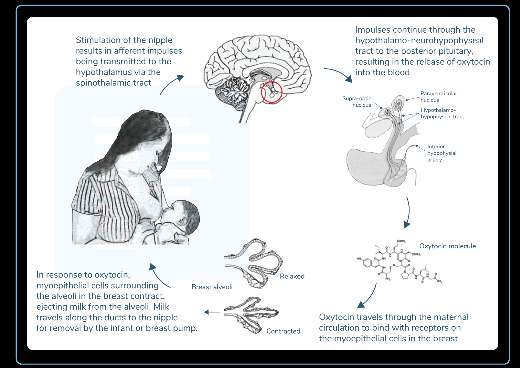 Stimulation of the nipple
results in afferent impulses
being transmitted to the
hypothalamus via the
spinothalamic tract
Impulses continue through the
hypothalamo-neurohypophyseal
tract to the posterior pituitary,
resulting in the release of oxytocin
into the blood
Supraoptic
nucleus
Paraventricular
nucleus
Hypothalamo-
hypophyseal tract
Inferior
hypophysial
artery
Oxytocin molecule
Oxytocin travels through the maternal
circulation to bind with receptors on
the myoepithelial cells in the breast
Breast alveoli
Relaxed
Contracted
In response to oxytocin,
myoepithelial cells surrounding
the alveoli in the breast contract,
ejecting milk from the alveoli. Milk
travels along the ducts to the nipple
for removal by the infant or breast pump.